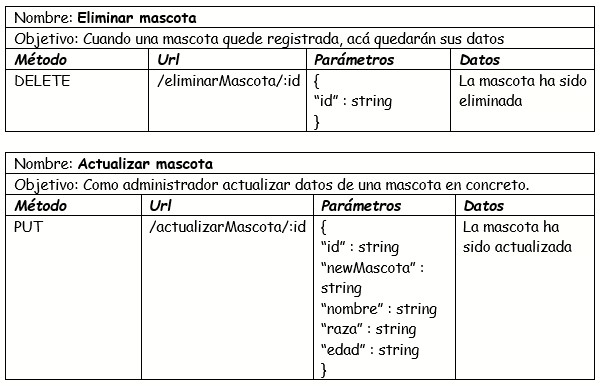 Nombre: Eliminar mascota
Objetivo: Cuando una mascota quede registrada, acá quedarán sus datos
Método Url Parámetros Datos
DELETE /eliminarMascota/:id { La mascota ha sido
“id” : string eliminada
}
Nombre: Actualizar mascota
Objetivo: Como administrador actualizar datos de una mascota en concreto.
Método Url Parámetros Datos
PUT /actualizarMascota/:id { La mascota ha
“id” : string sido actualizada
“newMascota” :
string
“nombre” : string
“raza” : string
“edad” : string
}